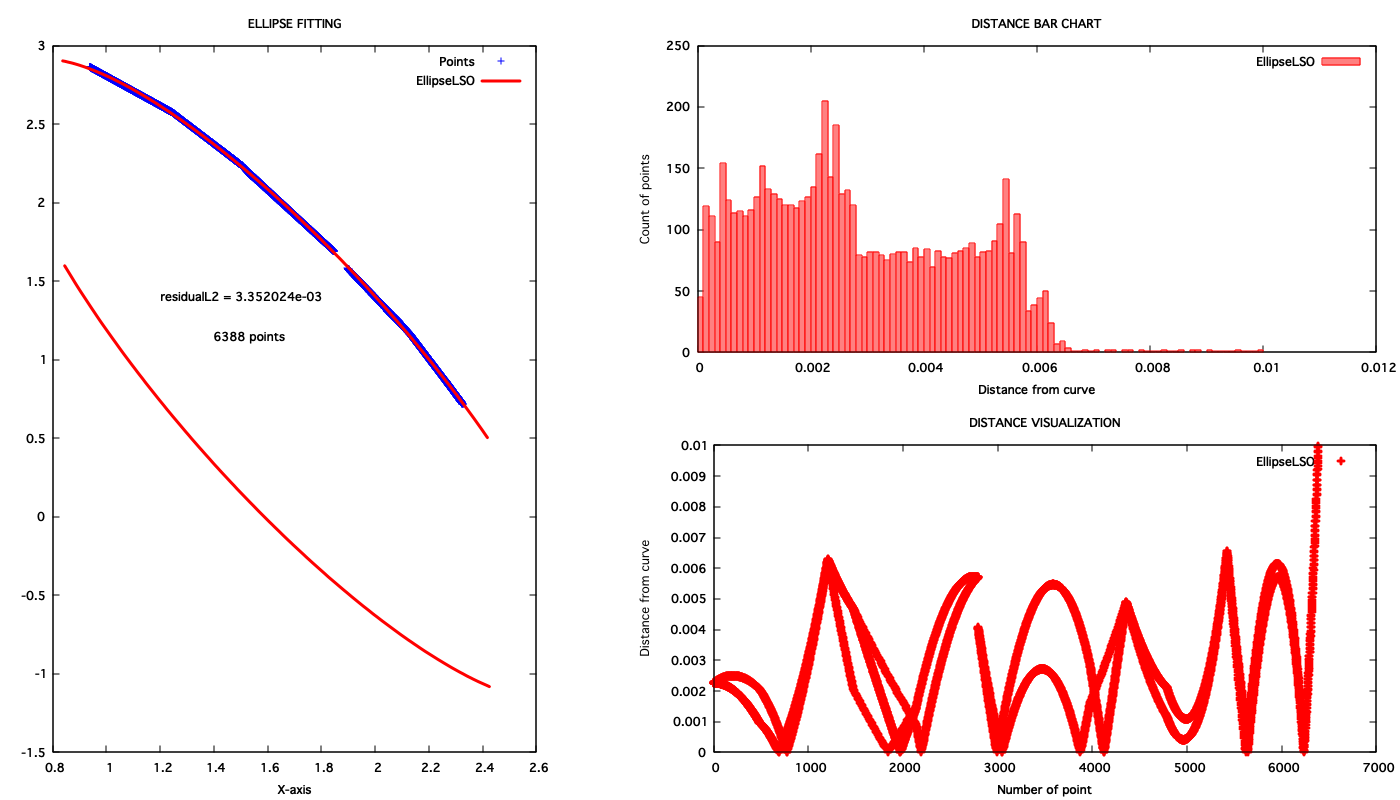 ELLIPSE FITTING
Points
EllipseLSO
3
2.5
2
1.5
1
0.5
0
-0.5
-1
-1.5
residualL2 = 3.352024e-03
6388 points
0.8 1 1.2 1.4 1.6 1.8 2 2.2 2.4 2.6
X-axis
DISTANCE BAR CHART
EllipseLSO
250
200
150
100
50
0
Count of points
0 0.002 0.004 0.006 0.008 0.01 0.012
Distance from curve
DISTANCE VISUALIZATION
EllipseLSO
0.01
0.009
0.008
0.007
0.006
0.005
0.004
0.003
0.002
0.001
0
Distance from curve
0 1000 2000 3000 4000 5000 6000 7000
Number of point